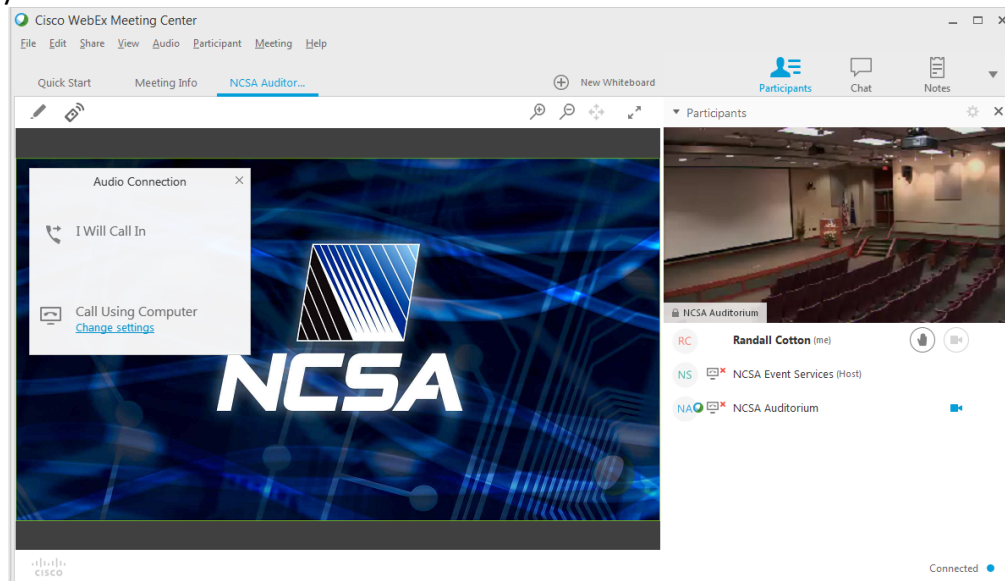 Cisco WebEx Meeting Center
File Edit Share View Audio Participant Meeting Help
Quick Start Meeting Info NCSA Auditor... New Whiteboard
Participants Chat Notes
Participants
Audio Connection
I Will Call In
Call Using Computer
Change settings
NCSA
NCSA Auditorium
RC Randall Cotton (me)
NS NCSA Event Services (Host)
NA NCSA Auditorium
CISCO
Connected